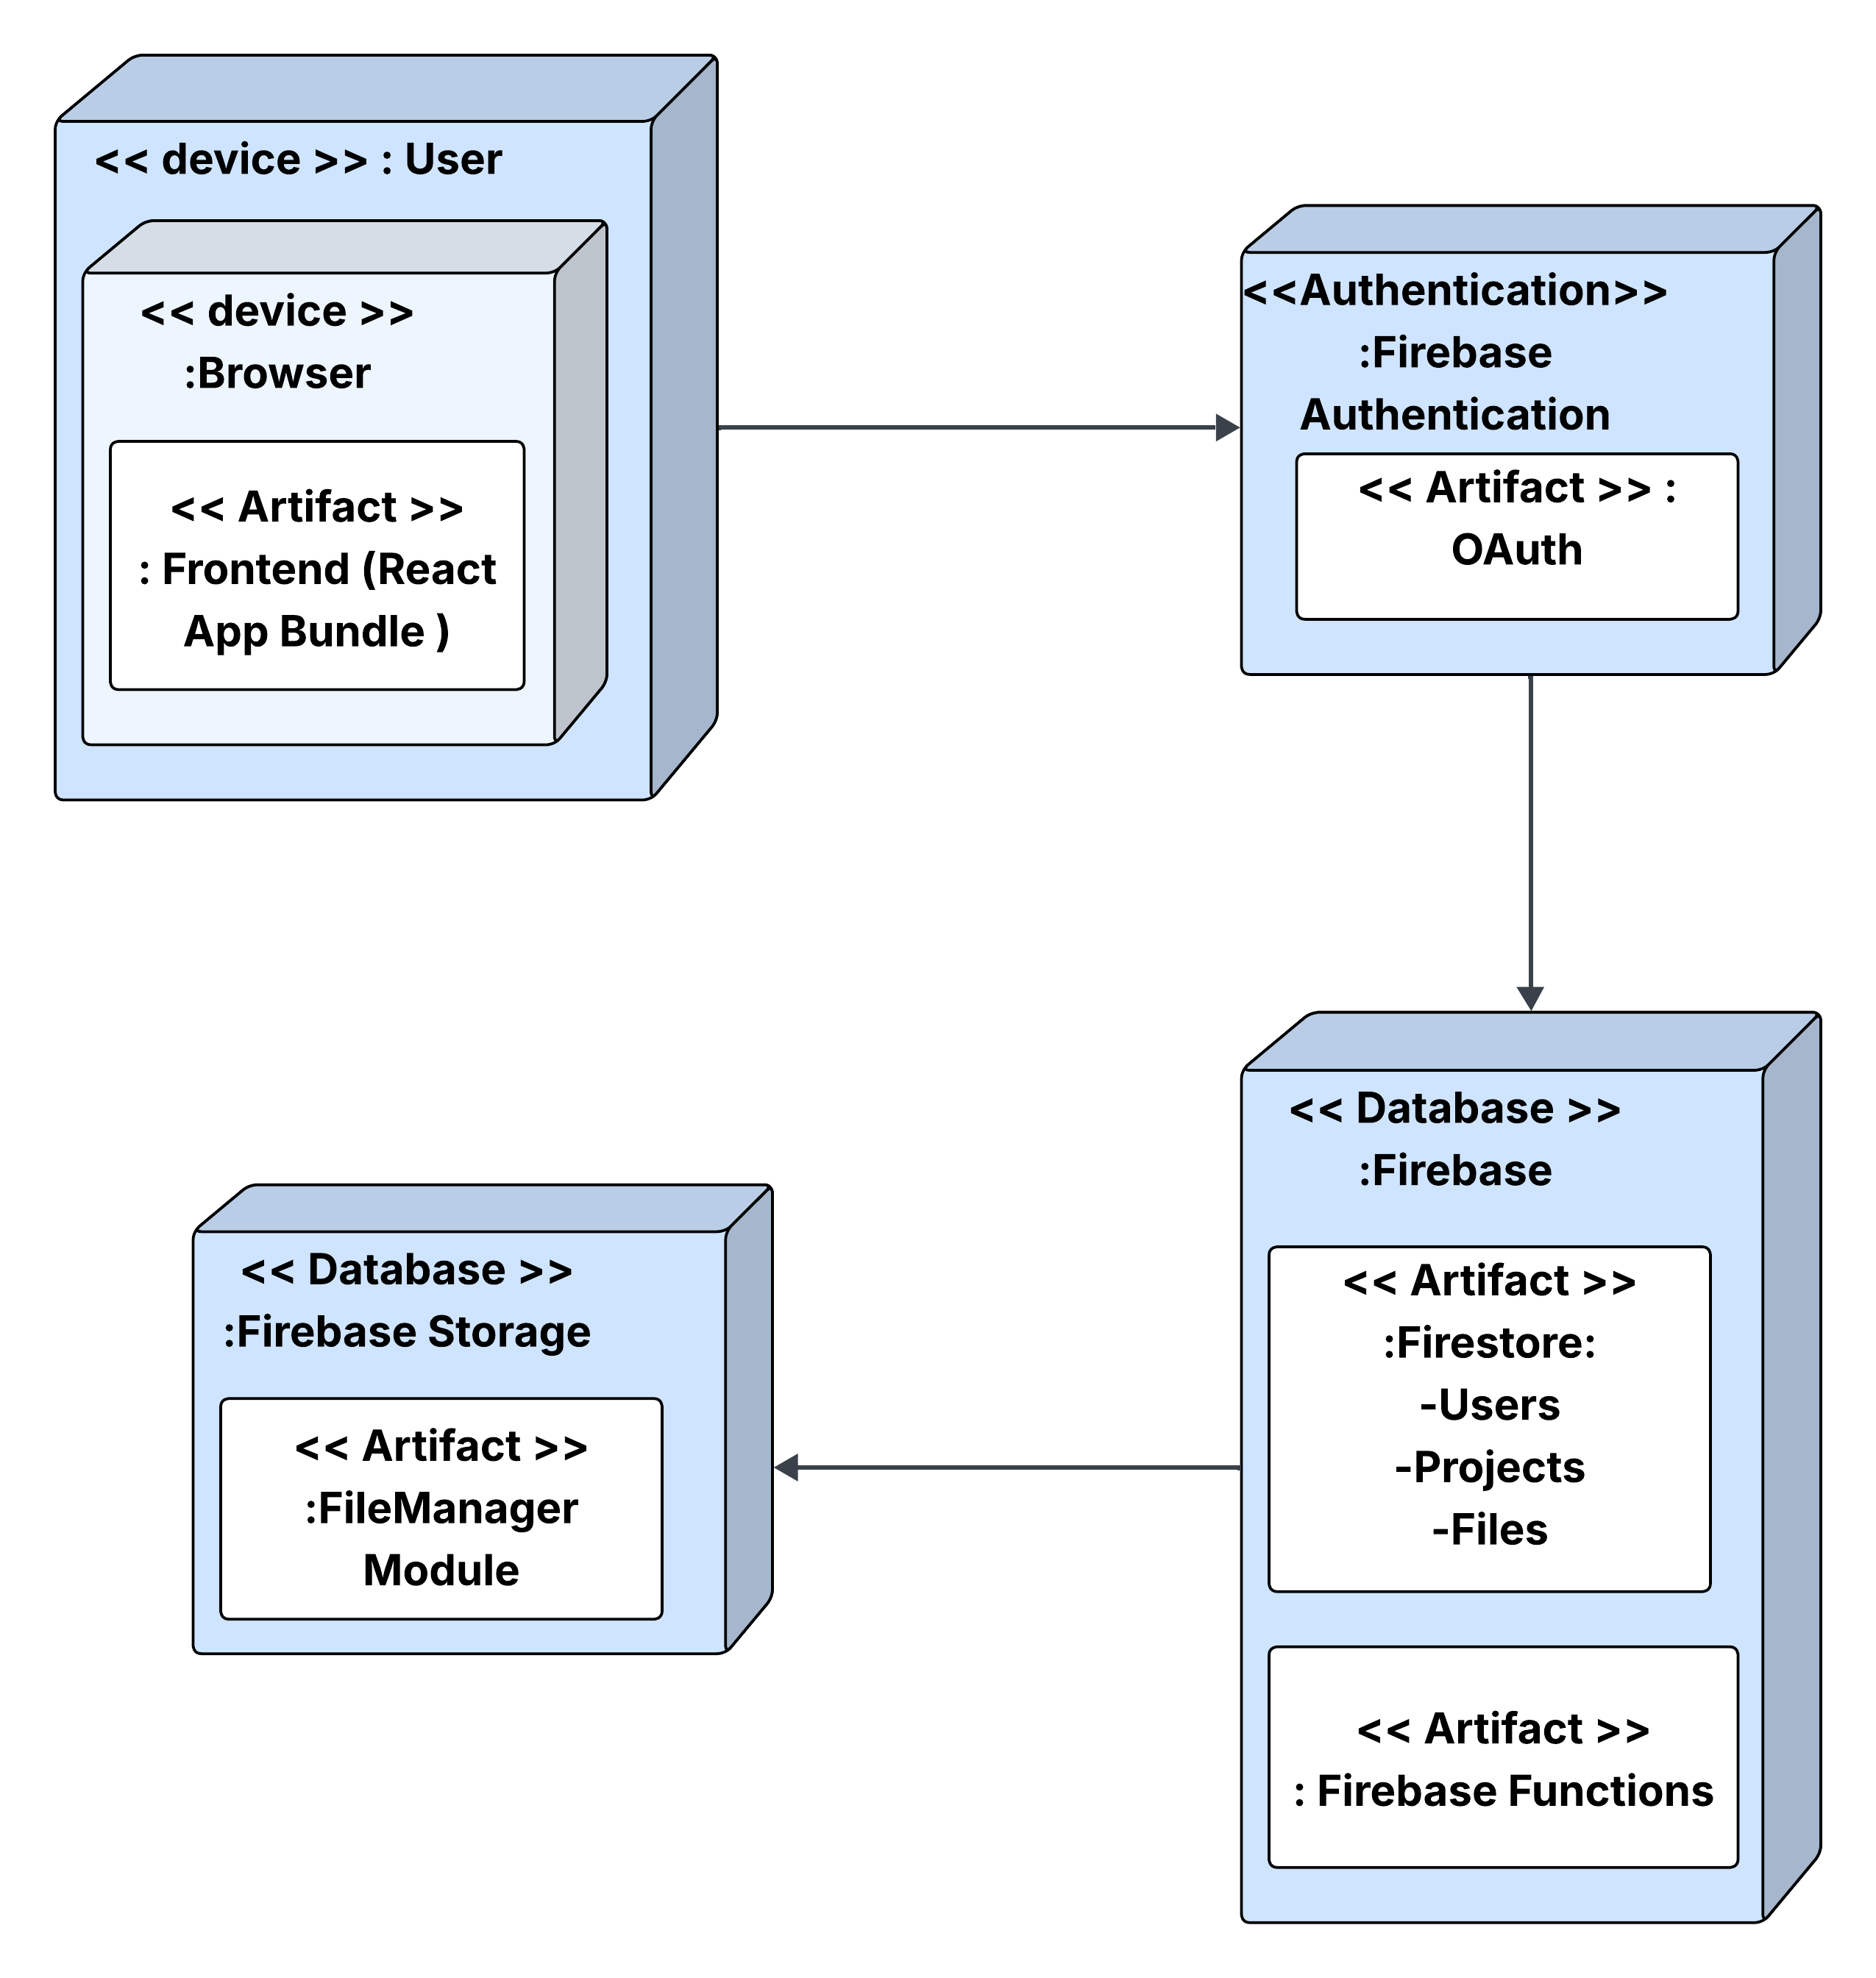 << device >> : User
<< device >>
:Browser
<< Artifact >>
: Frontend (React
App Bundle )
<<Authentication>>
:Firebase
Authentication
<< Artifact >> :
OAuth
<< Database >>
:Firebase
<< Artifact >>
:Firestore:
-Users
-Projects
-Files
<< Artifact >>
: Firebase Functions
<< Database >>
:Firebase Storage
<< Artifact >>
:FileManager
Module